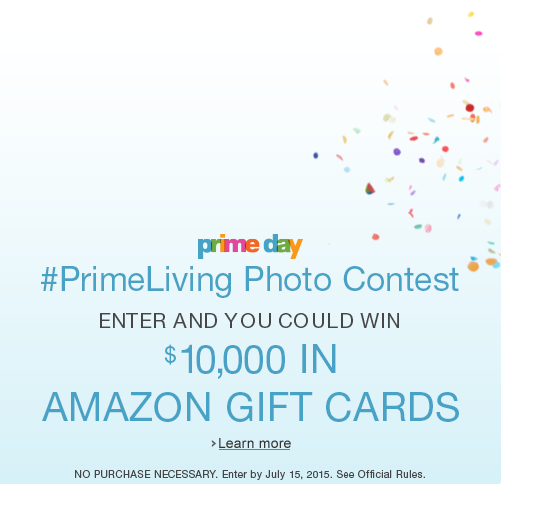 prime day
#PrimeLiving Photo Contest
ENTER AND YOU COULD WIN
$10,000 IN
AMAZON GIFT CARDS
›Learn more
NO PURCHASE NECESSARY. Enter by July 15, 2015. See Official Rules.